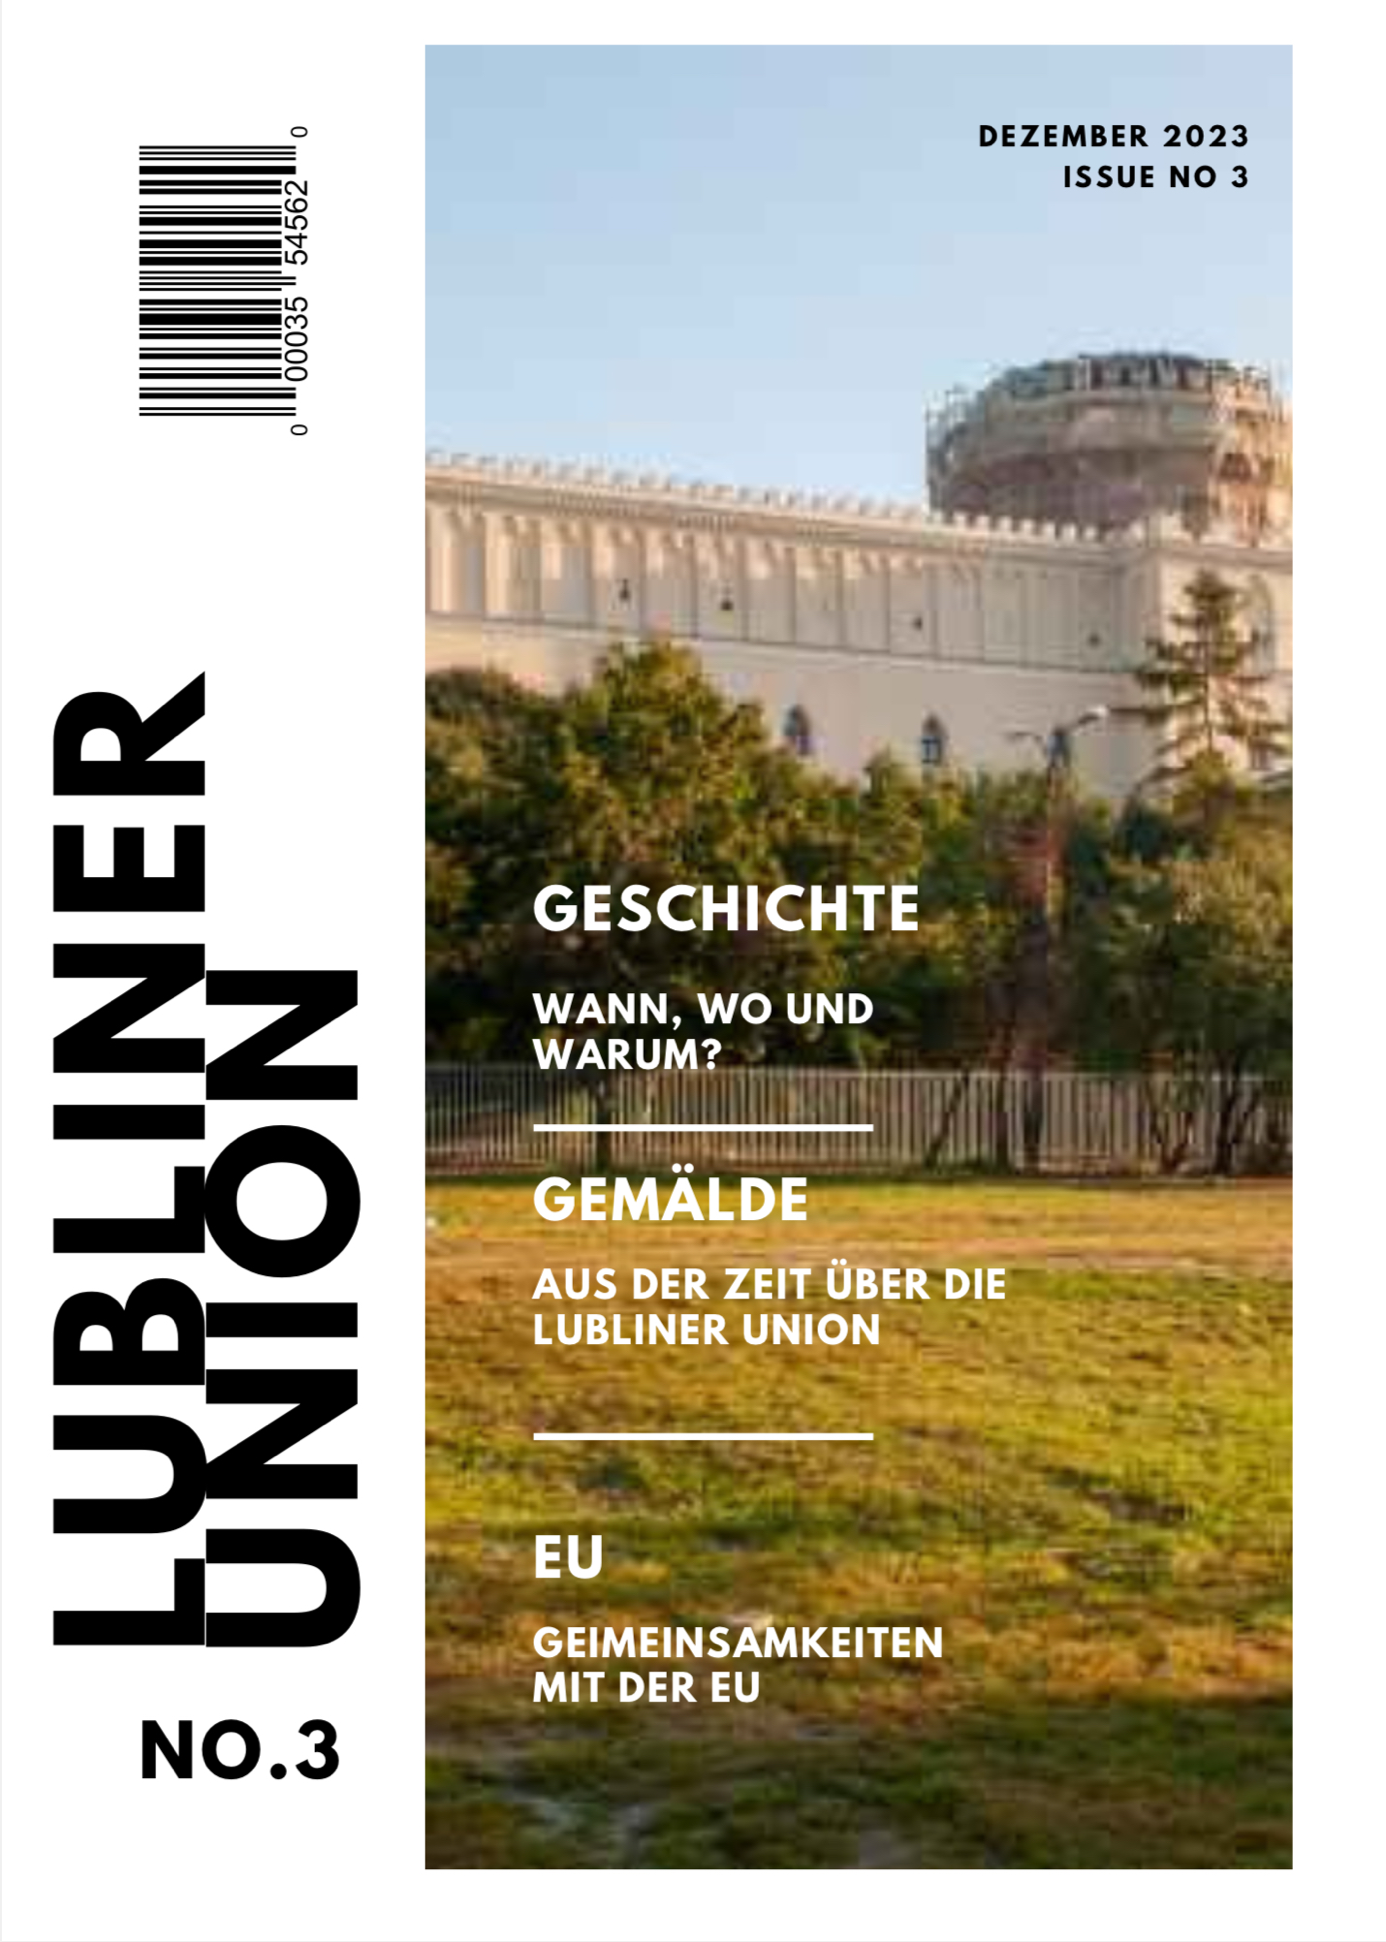 0 00035 54562 0
DEZEMBER 2023
ISSUE NO 3
LUBLINER
UNION
NO.3
GESCHICHTE
WANN, WO UND
WARUM?
GEMÄLDE
AUS DER ZEIT ÜBER DIE
LUBLINER UNION
EU
GEIMEINSAMKEITEN
MIT DER EU